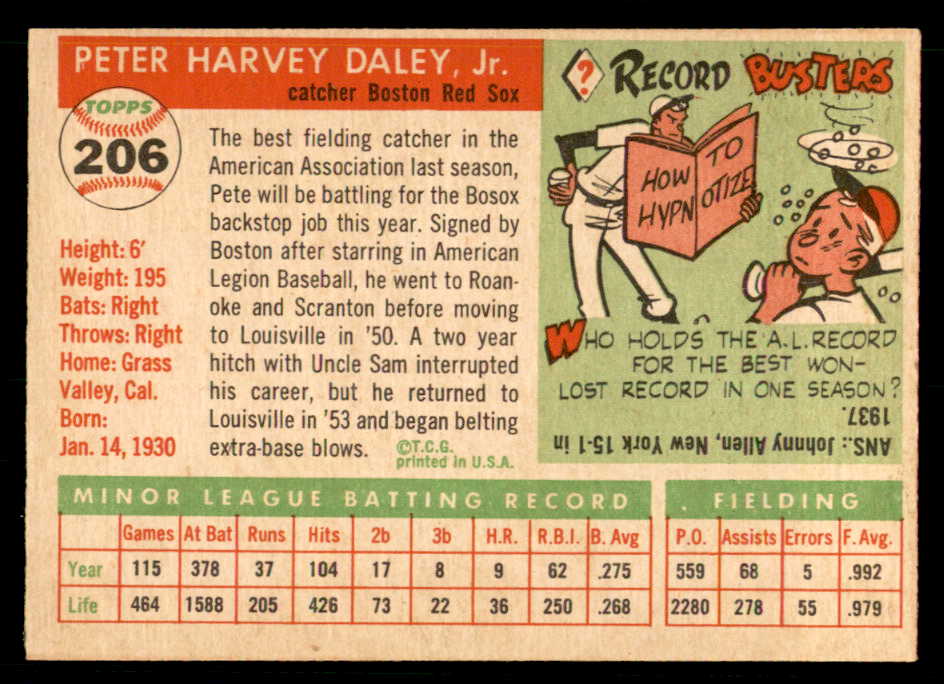 PETER HARVEY DALEY, Jr.
catcher Boston Red Sox
TOPPS
206
Height: 6'
Weight: 195
Bats: Right
Throws: Right
Home: Grass
Valley, Cal.
Born:
Jan. 14, 1930
The best fielding catcher in the
American Association last season,
Pete will be battling for the Bosox
backstop job this year. Signed by
Boston after starring in American
Legion Baseball, he went to Roan-
oke and Scranton before moving
to Louisville in '50. A two year
hitch with Uncle Sam interrupted
his career, but he returned to
Louisville in '53 and began belting
extra-base blows.
©T.C.G.
printed in U.S.A.
? RECORD BUSTERS
HOW TO
HYPNOTIZE
WHO HOLDS THE A.L. RECORD
FOR THE BEST WON-
LOST RECORD IN ONE SEASON?
ANS.: Johnny Allen, New York 15-1 in
1937.
MINOR LEAGUE BATTING RECORD FIELDING
Games At Bat Runs Hits 2b 3b H.R. R.B.I. B. Avg P.O. Assists Errors F. Avg.
Year 115 378 37 104 17 8 9 62 .275 559 68 5 .992
Life 464 1588 205 426 73 22 36 250 .268 2280 278 55 .979